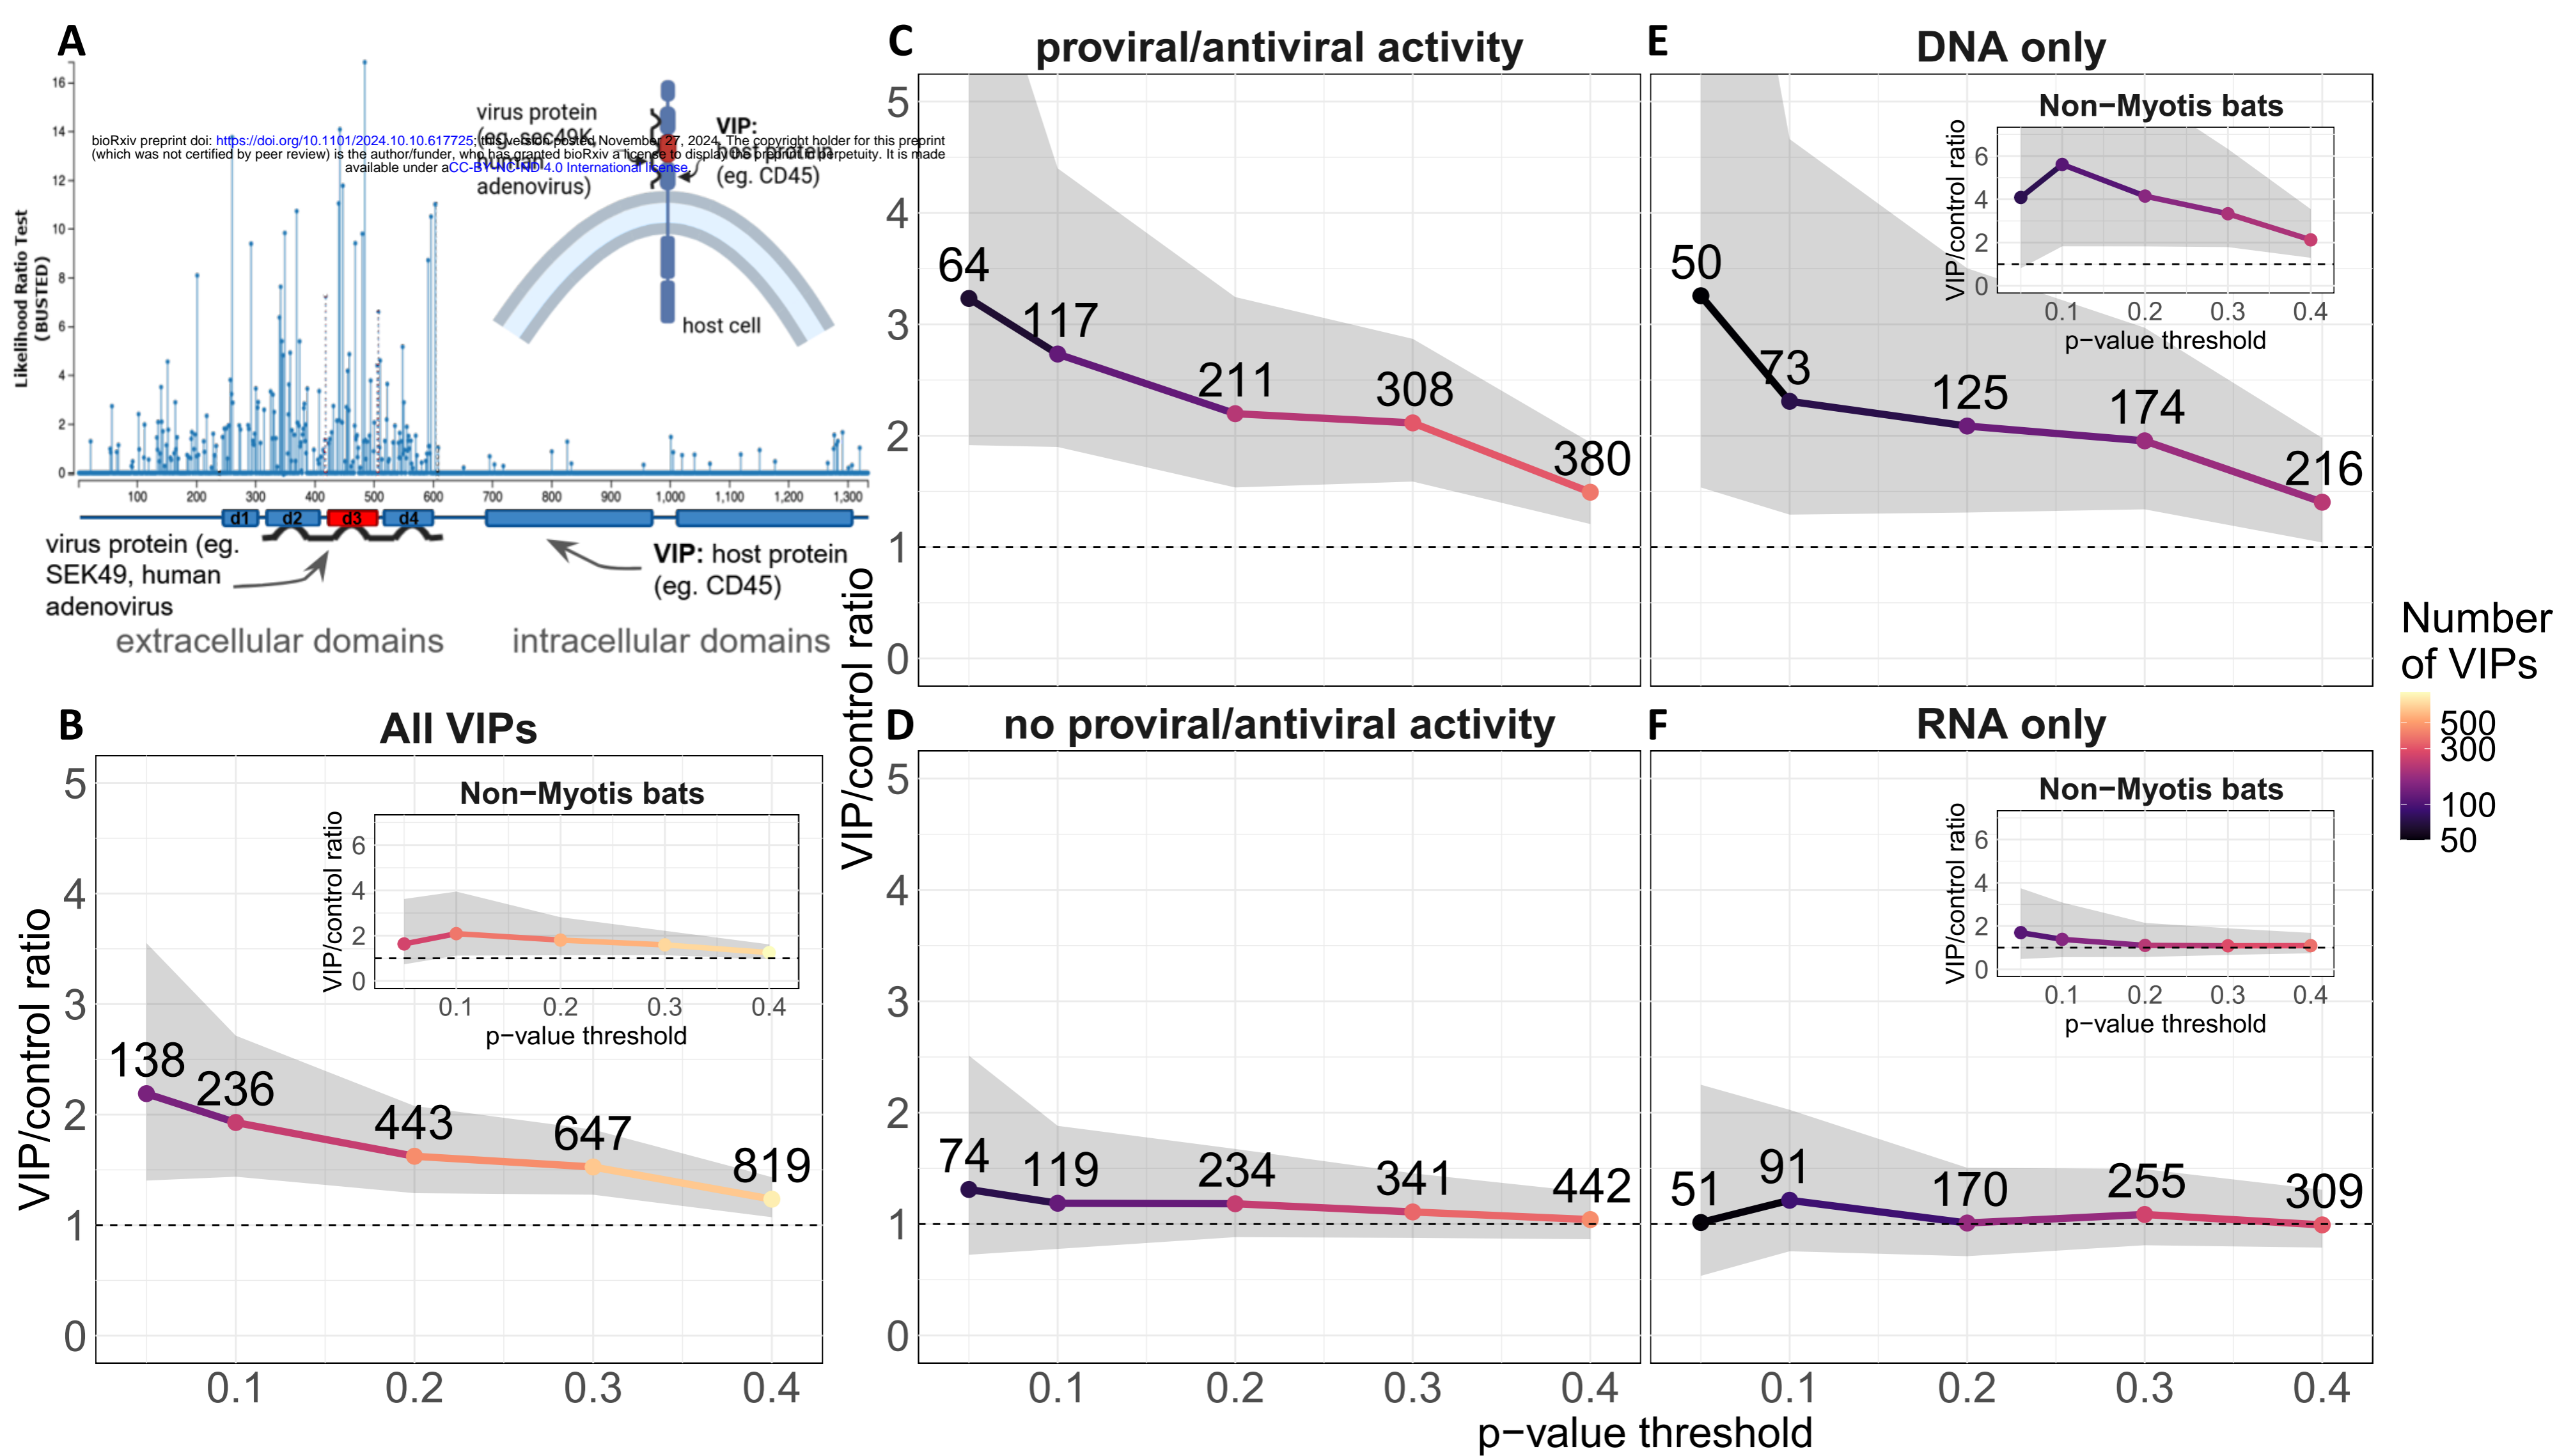 A
16
14
12
10
8
6
4
2
0
Likelihood Ratio Test
(BUSTED)
100 200 300 400 500 600 700 800 900 1,000 1,100 1,200 1,300
virus protein
(eg. sec49K,
human
adenovirus)
VIP:
host protein
(eg. CD45)
host cell
bioRxiv preprint doi: https://doi.org/10.1101/2024.10.10.617725; this version posted November 27, 2024. The copyright holder for this preprint
(which was not certified by peer review) is the author/funder, who has granted bioRxiv a license to display the preprint in perpetuity. It is made
available under aCC-BY-NC-ND 4.0 International license.
d1 d2 d3 d4
virus protein (eg.
SEK49, human
adenovirus
VIP: host protein
(eg. CD45)
extracellular domains
intracellular domains
B
All VIPs
VIP/control ratio
5
4
3
2
1
0
138
236
443
647
819
0.1 0.2 0.3 0.4
Non−Myotis bats
VIP/control ratio
6
4
2
0
0.1 0.2 0.3 0.4
p−value threshold
C
proviral/antiviral activity
5
4
3
2
1
0
64
117
211
308
380
VIP/control ratio
D
no proviral/antiviral activity
5
4
3
2
1
0
74
119
234
341
442
0.1 0.2 0.3 0.4
E
DNA only
50
73
125
174
216
Non−Myotis bats
VIP/control ratio
6
4
2
0
0.1 0.2 0.3 0.4
p−value threshold
F
RNA only
51
91
170
255
309
Non−Myotis bats
VIP/control ratio
6
4
2
0
0.1 0.2 0.3 0.4
p−value threshold
0.1 0.2 0.3 0.4
p−value threshold
Number
of VIPs
500
300
100
50